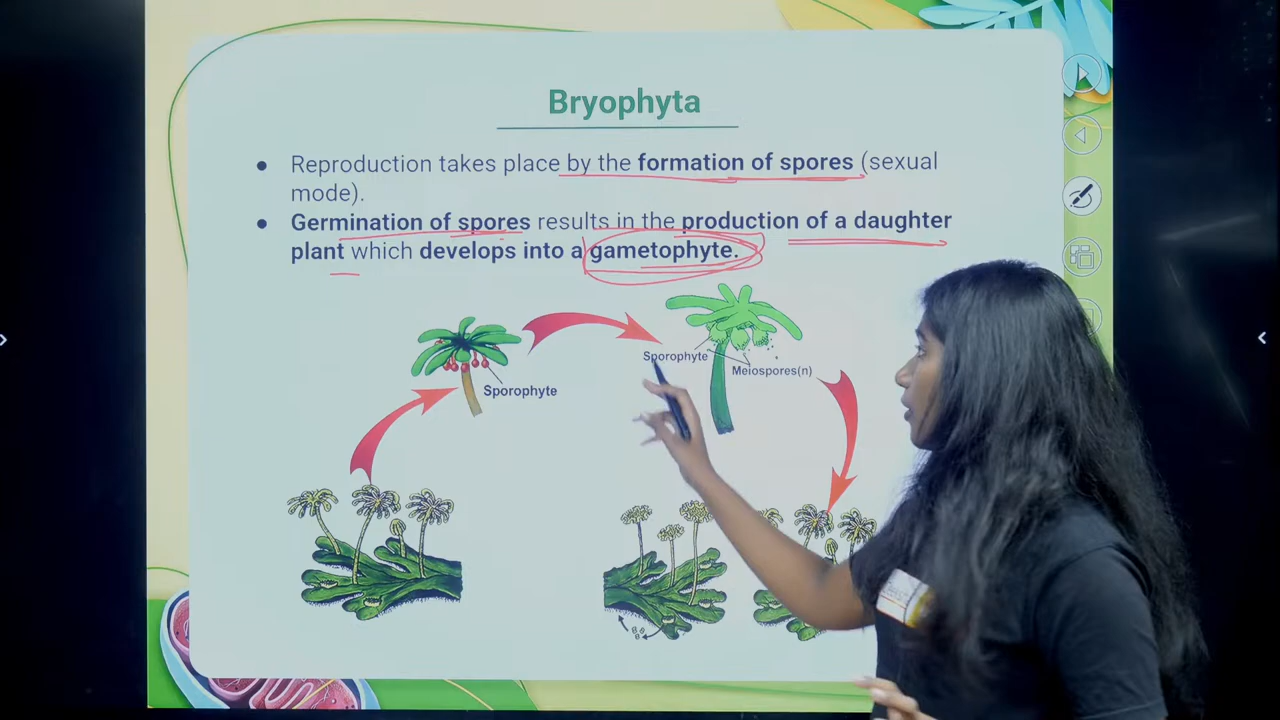 Bryophyta
● Reproduction takes place by the formation of spores (sexual
mode).
● Germination of spores results in the production of a daughter
plant which develops into a gametophyte.
Sporophyte
Sporophyte
Meiospores(n)